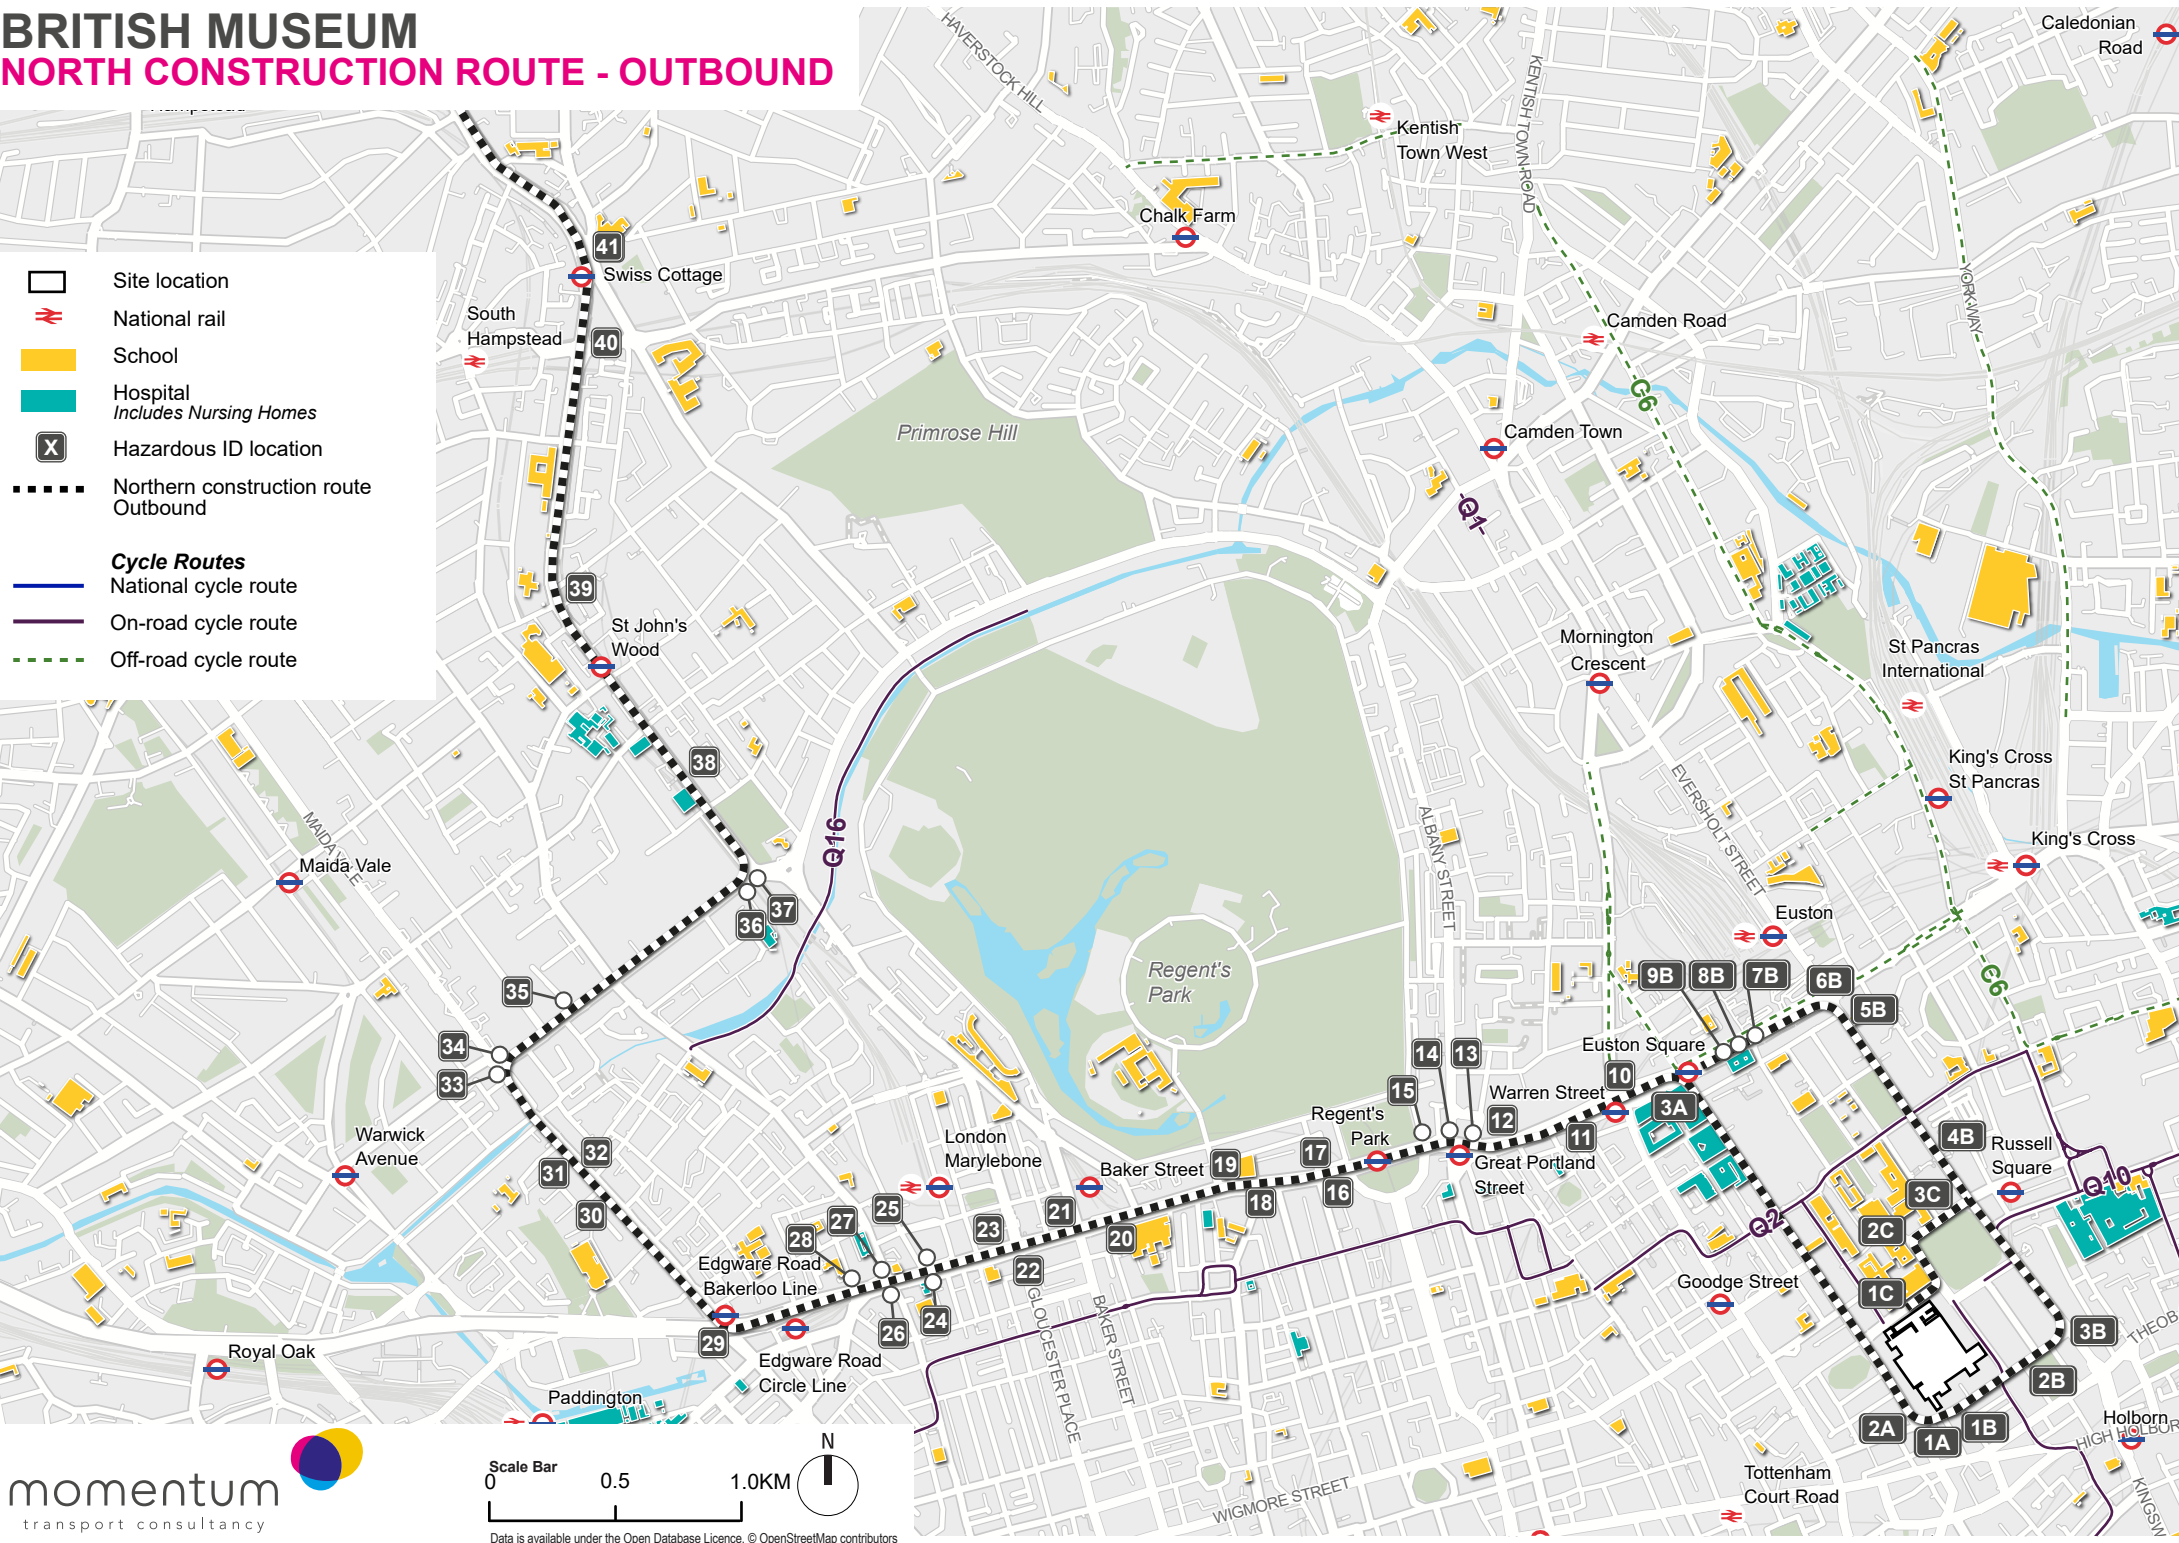 BRITISH MUSEUM
NORTH CONSTRUCTION ROUTE - OUTBOUND
Site location
National rail
School
Hospital
Includes Nursing Homes
X
Hazardous ID location
Northern construction route
Outbound
Cycle Routes
National cycle route
On-road cycle route
Off-road cycle route
HAVERSTOCK HILL
KENTISH TOWN ROAD
Caledonian
Road
Kentish
Town West
Chalk Farm
41
Swiss Cottage
South
Hampstead
40
YORK WAY
Camden Road
C6
Primrose Hill
Camden Town
Q1
39
St John's
Wood
Mornington
Crescent
St Pancras
International
38
King's Cross
St Pancras
EVERSHOLT STREET
ALBANY STREET
MAIDA VALE
Maida Vale
Q16
King's Cross
37
36
Euston
Regent's
Park
35
9B
8B
7B
6B
5B
C6
34
33
Euston Square
14
13
10
15
Warren Street
3A
12
11
Regent's
Park
4B
Russell
Square
Warwick
Avenue
32
31
London
Marylebone
Baker Street
19
17
Great Portland
Street
18
16
3C
Q10
30
25
27
28
23
21
20
2C
Q2
Edgware Road
Bakerloo Line
22
Goodge Street
1C
GLOUCESTER PLACE
BAKER STREET
24
26
29
3B
THEOB
Royal Oak
Edgware Road
Circle Line
2B
Paddington
2A
1A
1B
Holborn
HIGH HOLBOR
KINGSW
Tottenham
Court Road
WIGMORE STREET
momentum
transport consultancy
Scale Bar
0 0.5 1.0KM
N
Data is available under the Open Database Licence. © OpenStreetMap contributors